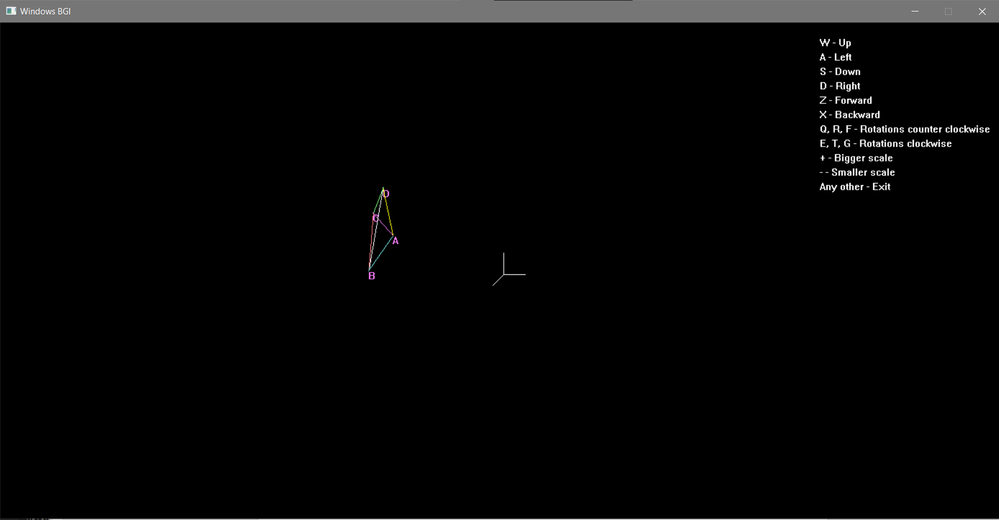 Windows BGI
W - Up
A - Left
S - Down
D - Right
Z - Forward
X - Backward
Q, R, F - Rotations counter clockwise
E, T, G - Rotations clockwise
+ - Bigger scale
- - Smaller scale
Any other - Exit
D
C
A
B